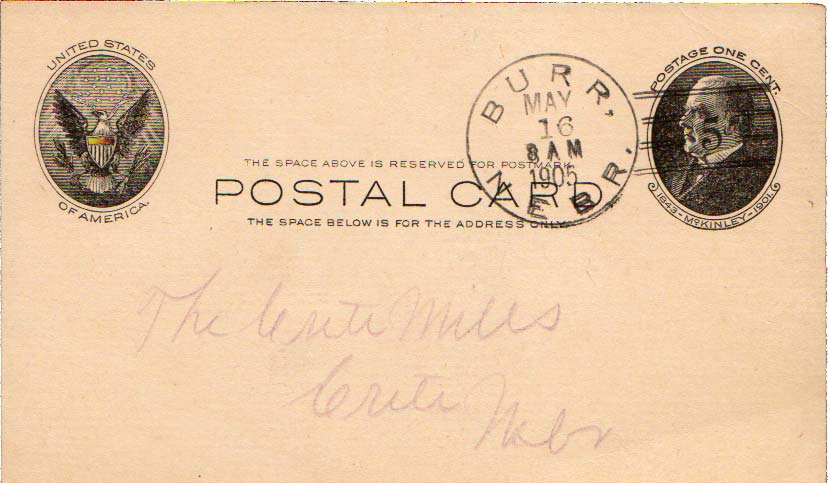 UNITED STATES
OF AMERICA.
BURR,
MAY
16
8 AM
1905
NEBR.
POSTAGE ONE CENT.
1843-McKINLEY-1901
THE SPACE ABOVE IS RESERVED FOR POSTMARK
POSTAL CARD
THE SPACE BELOW IS FOR THE ADDRESS ONLY
The Crete Mills
Crete Nebr